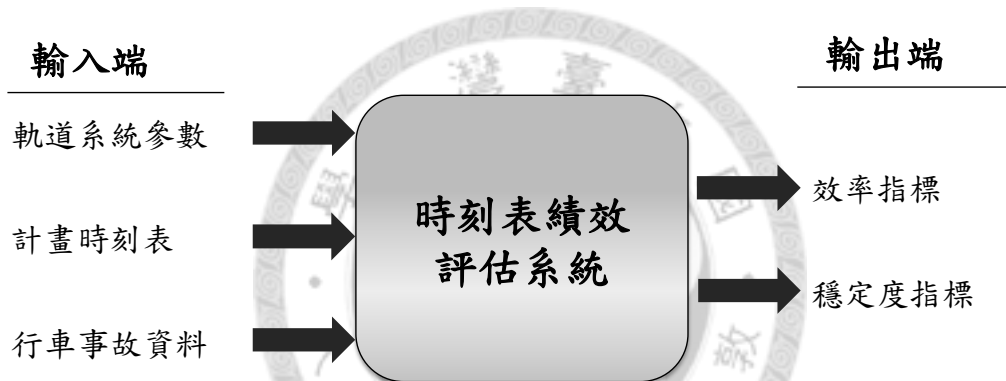 輸入端
軌道系統參數
計畫時刻表
行車事故資料
時刻表績效
評估系統
輸出端
效率指標
穩定度指標